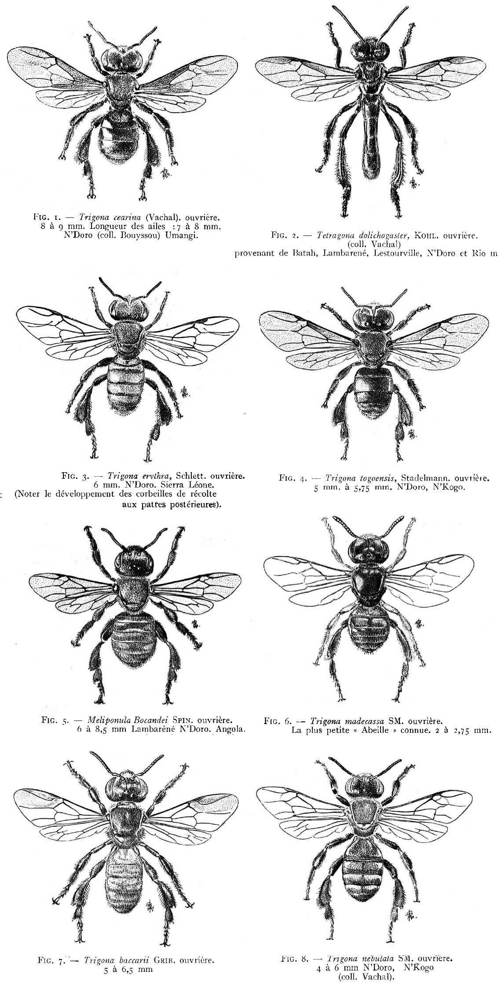 FIG. 1. — Trigona cearina (Vachal). ouvrière.
8 à 9 mm. Longueur des ailes : 7 à 8 mm.
N'Doro (coll. Bouyssou) Umangi.
FIG. 2. — Tetragona dolichogaster, KOHL. ouvrière.
(coll. Vachal)
provenant de Batah, Lambarené, Lestourville, N'Doro et Rio m
FIG. 3. — Trigona ervthra, Schlett. ouvrière.
6 mm. N'Doro. Sierra Léone.
(Noter le développement des corbeilles de récolte
aux pattes postérieures).
FIG. 4. — Trigona togoensis, Stadelmann. ouvrière.
5 mm. à 5,75 mm. N'Doro, N'Kogo.
FIG. 5. — Meliponula Bocandei SPIN. ouvrière.
6 à 8,5 mm Lambaréné N'Doro. Angola.
FIG. 6. — Trigona madecassa SM. ouvrière.
La plus petite « Abeille » connue. 2 à 2,75 mm.
FIG. 7. — Trigona baccarii GRIB. ouvrière.
5 à 6,5 mm
FIG. 8. — Trigona nebulata SM. ouvrière.
4 à 6 mm N'Doro, N'Kogo
(coll. Vachal).